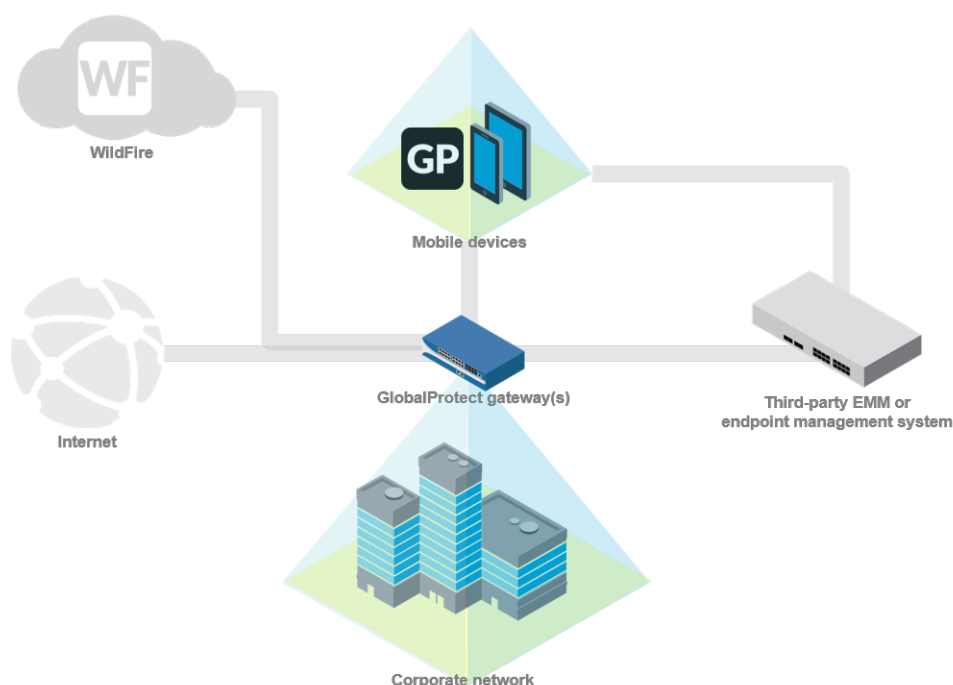 WF
WildFire
GP
Mobile devices
GlobalProtect gateway(s)
Internet
Third-party EMM or
endpoint management system
Corporate network